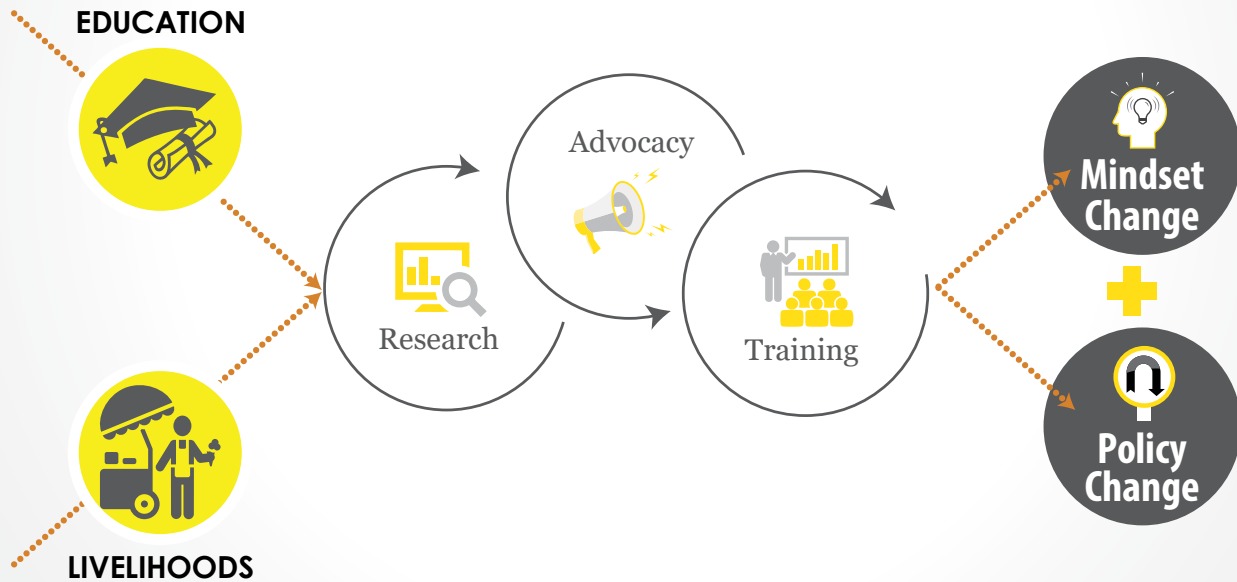 EDUCATION
LIVELIHOODS
Research
Advocacy
Training
Mindset
Change
Policy
Change